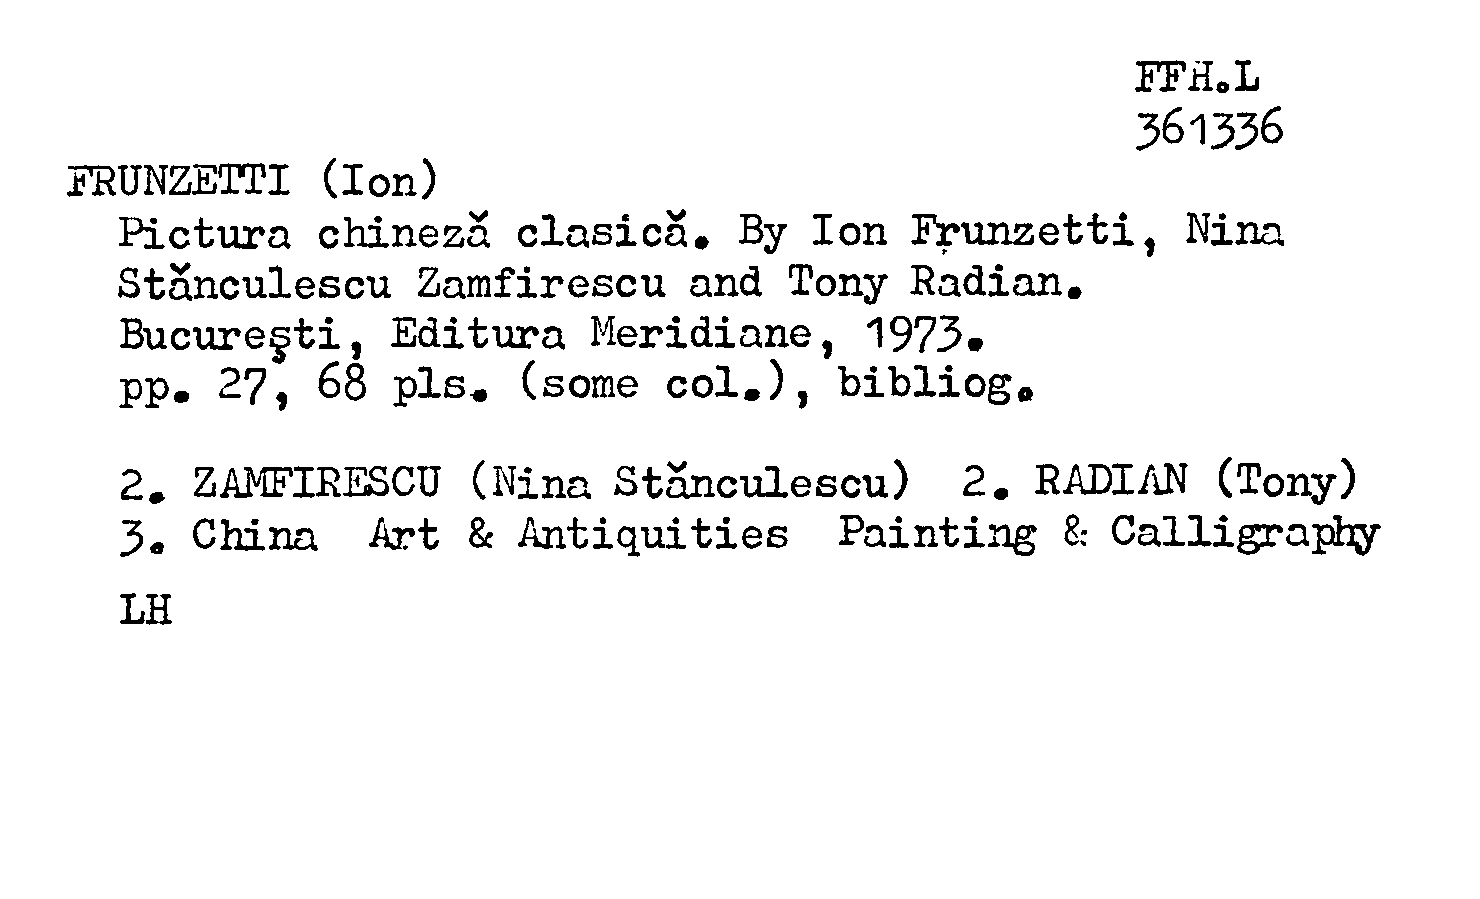 FFH.L
361336
FRUNZETTI (Ion)
Pictura chineză clasică. By Ion Frunzetti, Nina
Stănculescu Zamfirescu and Tony Radian.
Bucureşti, Editura Meridiane, 1973.
pp. 27, 68 pls. (some col.), bibliog.
2. ZAMFIRESCU (Nina Stănculescu)  2. RADIAN (Tony)
3. China  Art & Antiquities  Painting & Calligraphy
LH